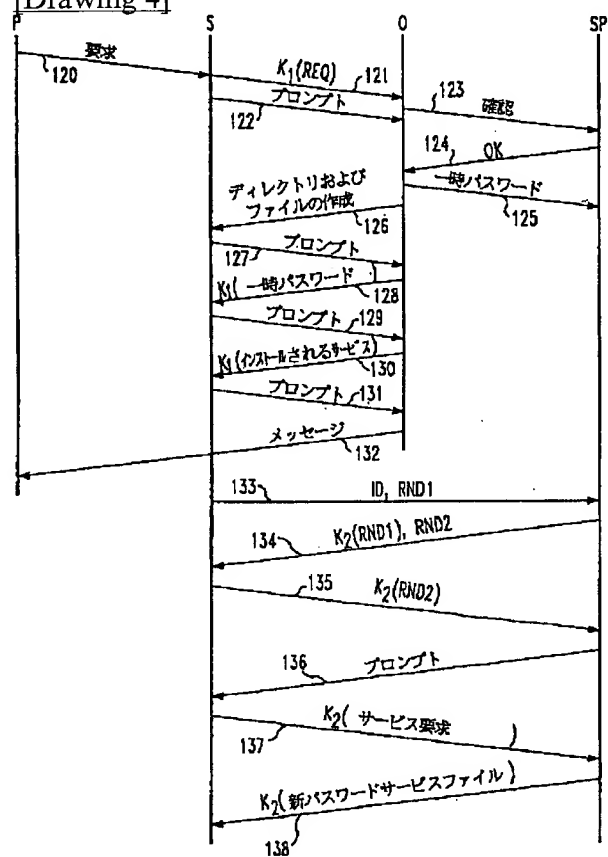 [Drawing 4]
P S O SP
要求
120
K1(REQ)
121
プロンプト
122
123
確認
124
OK
一時パスワード
125
ディレクトリおよび
ファイルの作成
126
127
プロンプト
K1(一時パスワード)
128
プロンプト
129
K1(インストールされるサービス)
130
プロンプト
131
メッセージ
132
133
ID, RND1
134
K2(RND1), RND2
135
K2(RND2)
136
プロンプト
K2(サービス要求)
137
K2(新パスワードサービスファイル)
138